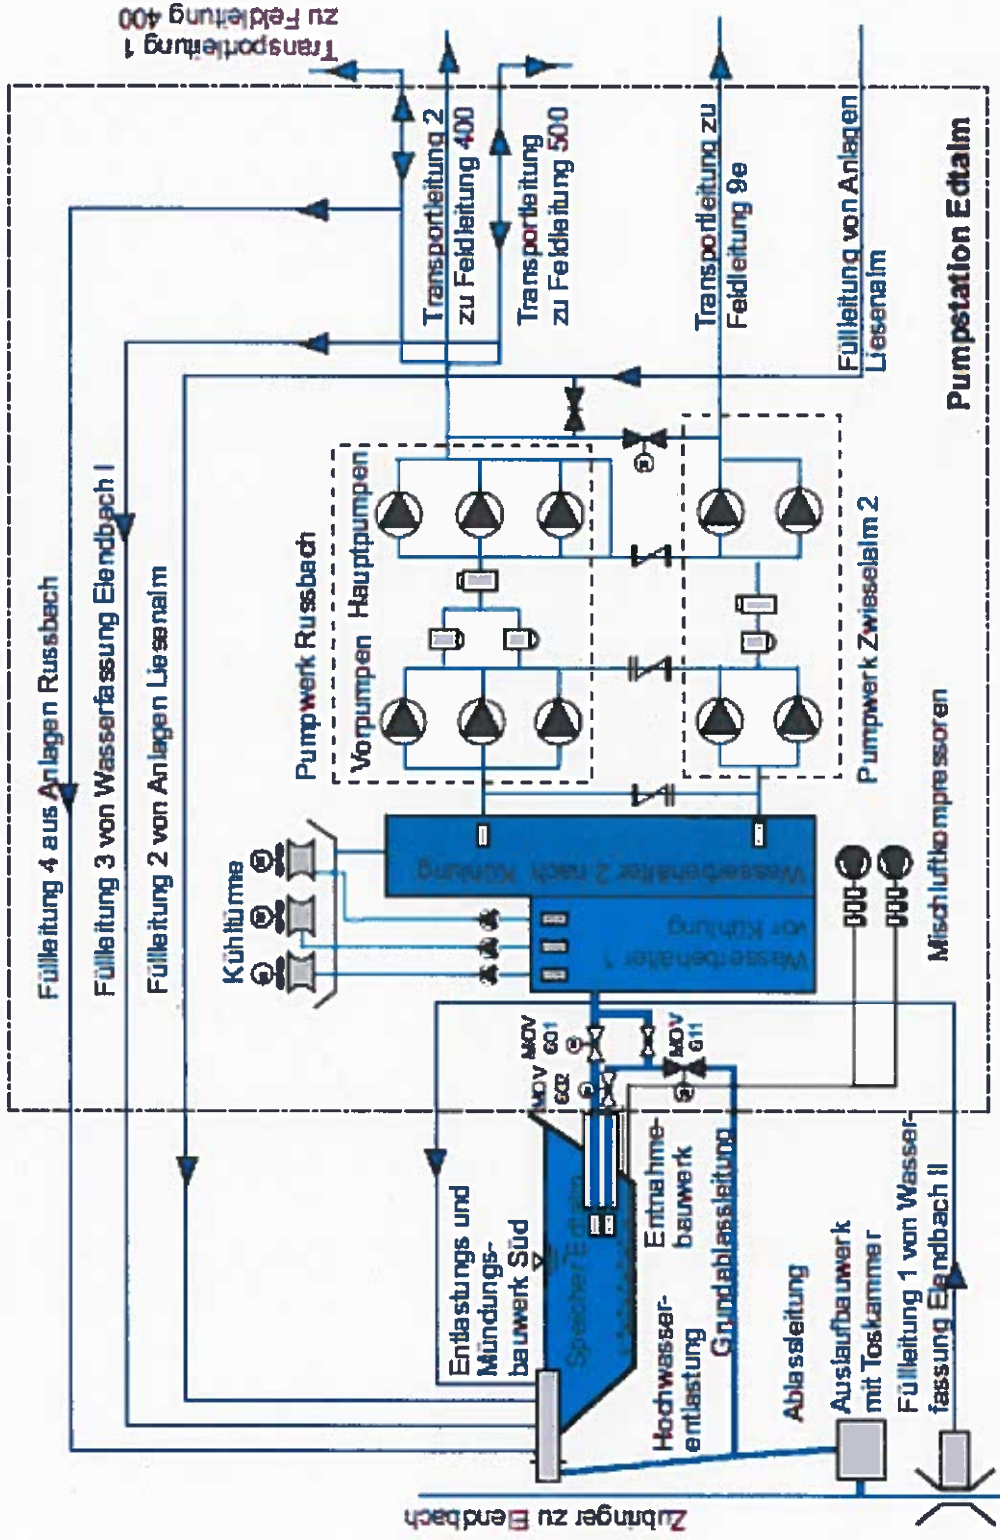 Transportleitung 1
zu Feldleitung 400
Füllleitung 4 aus Anlagen Russbach
Füllleitung 3 von Wasserfassung Elendbach I
Füllleitung 2 von Anlagen Liesenalm
Kühltürme
Pumpwerk Russbach
Vorpumpen Hauptpumpen
Transportleitung 2
zu Feldleitung 400
Transportleitung
zu Feldleitung 500
Transportleitung zu
Feldleitung 9e
Füllleitung von Anlagen
Liesenalm
Pumpstation Edtalm
Pumpwerk Zwieselalm 2
Mischluftkompressoren
Wasserbehälter 2 nach Kühlung
Wasserbehälter 1
vor Kühlung
MOV
601
MOV
602
MOV
611
Entlastungs und
Mündungs-
bauwerk Süd
Speicher Edtalm
Entnahme-
bauwerk
Grundablassleitung
Hochwasser-
entlastung
Ablassleitung
Auslaufbauwerk
mit Toskammer
Füllleitung 1 von Wasser-
fassung Elendbach II
Zubringer zu Elendbach